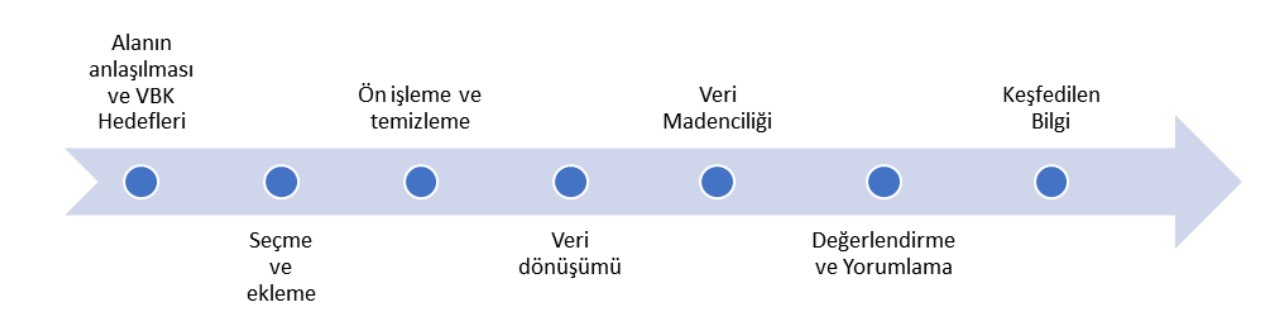 Alanın
anlaşılması
ve VBK
Hedefleri
Seçme
ve
ekleme
Ön işleme ve
temizleme
Veri
dönüşümü
Veri
Madenciliği
Değerlendirme
ve Yorumlama
Keşfedilen
Bilgi